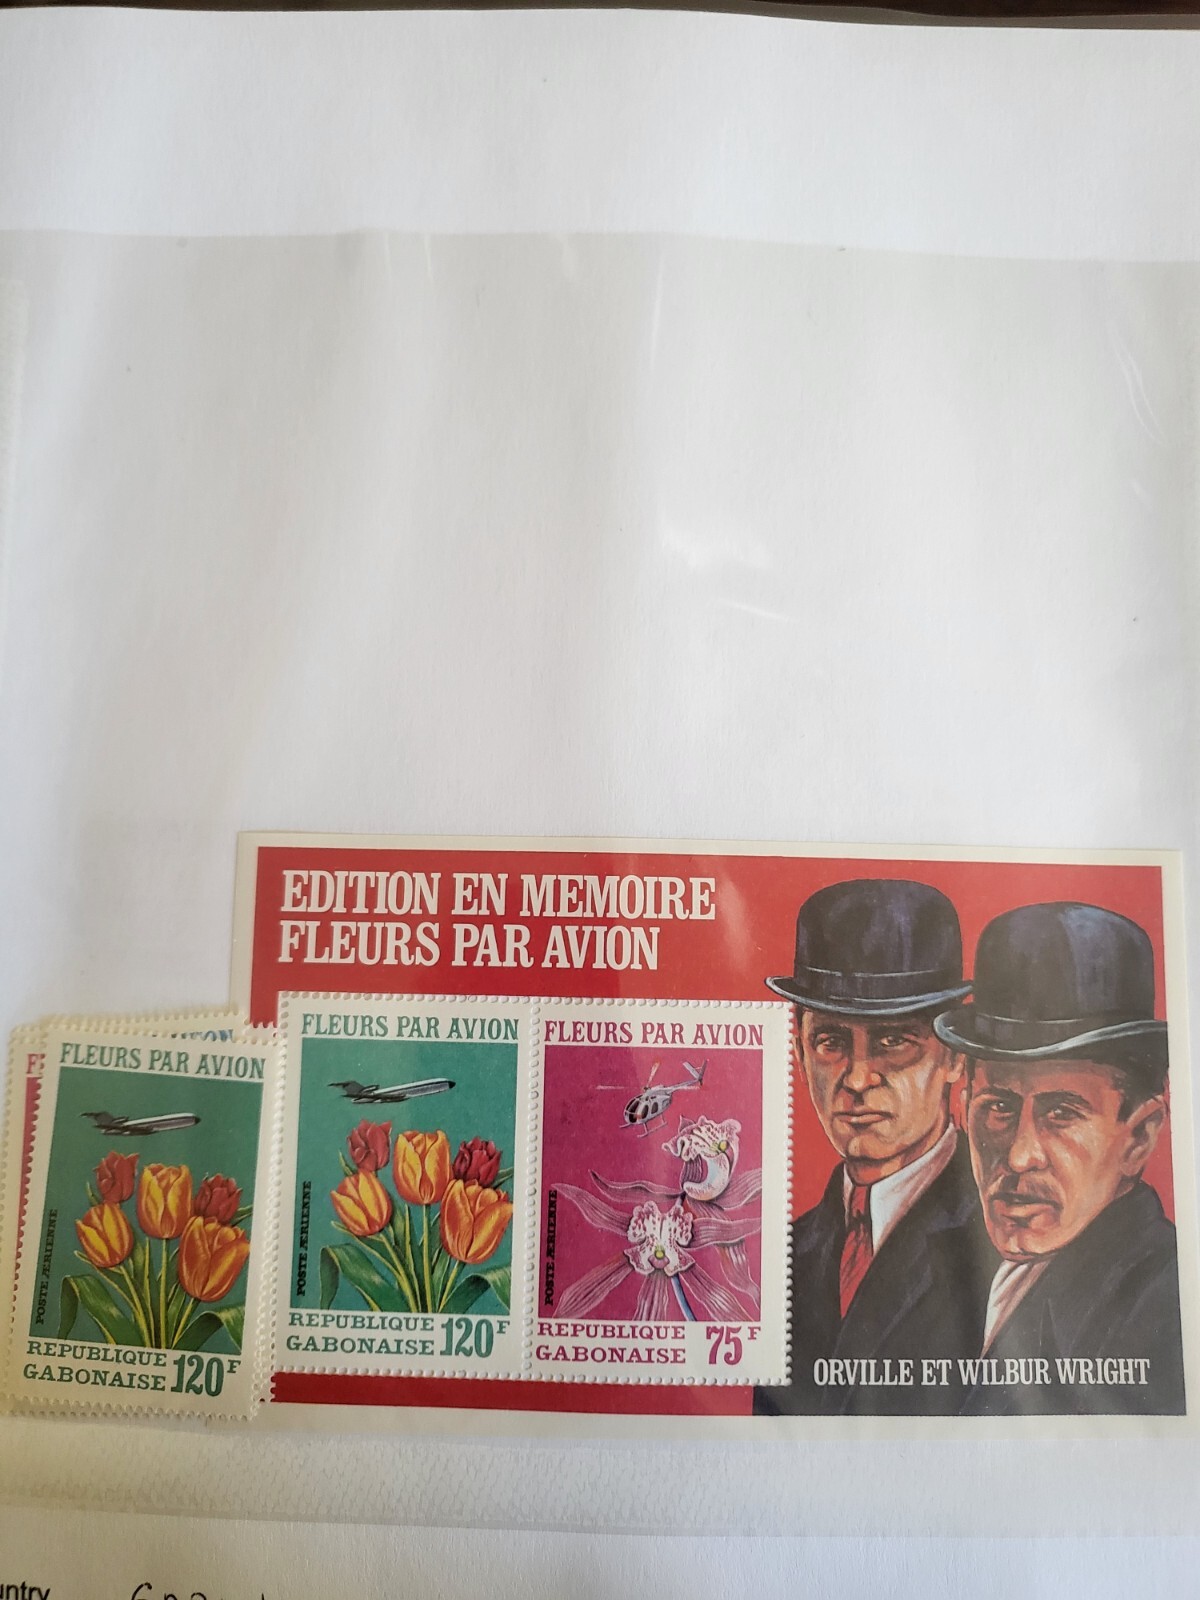 EDITION EN MEMOIRE
FLEURS PAR AVION
FLEURS PAR AVION
POSTE AERIENNE
REPUBLIQUE
GABONAISE 120F
FLEURS PAR AVION
POSTE AERIENNE
REPUBLIQUE
GABONAISE 75F
ORVILLE ET WILBUR WRIGHT
FLEURS PAR AVION
POSTE AERIENNE
REPUBLIQUE
GABONAISE 120F